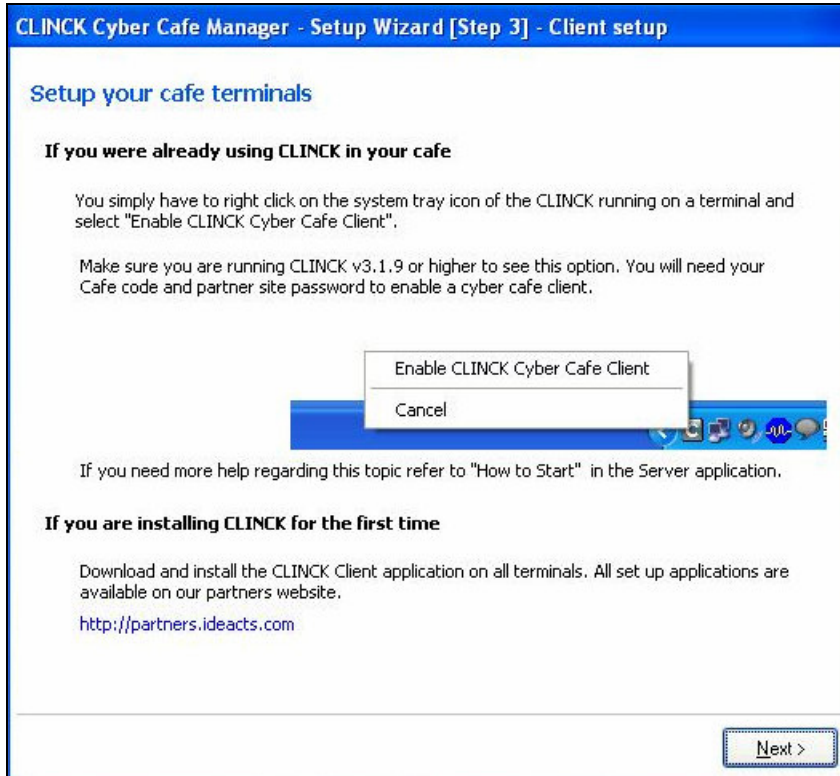 CLINCK Cyber Cafe Manager - Setup Wizard [Step 3] - Client setup
Setup your cafe terminals
If you were already using CLINCK in your cafe
You simply have to right click on the system tray icon of the CLINCK running on a terminal and
select "Enable CLINCK Cyber Cafe Client".
Make sure you are running CLINCK v3.1.9 or higher to see this option. You will need your
Cafe code and partner site password to enable a cyber cafe client.
Enable CLINCK Cyber Cafe Client
Cancel
If you need more help regarding this topic refer to "How to Start" in the Server application.
If you are installing CLINCK for the first time
Download and install the CLINCK Client application on all terminals. All set up applications are
available on our partners website.
http://partners.ideacts.com
Next >